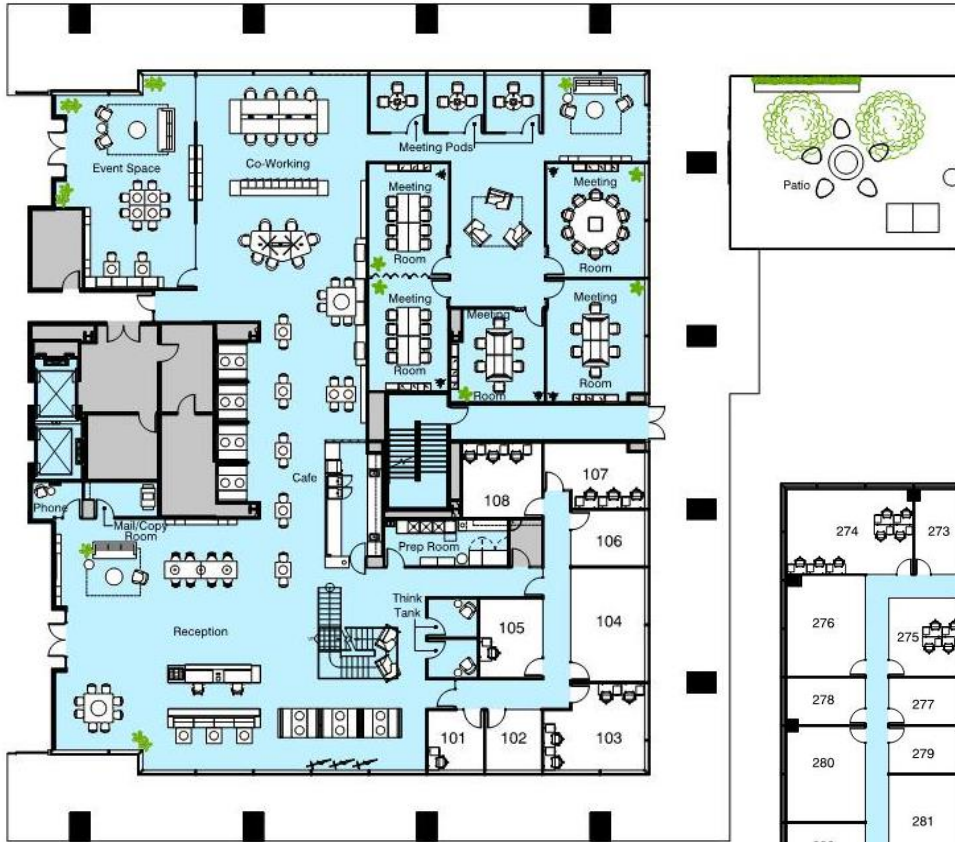 Event Space
Co-Working
Meeting Pods
Meeting
Room
Meeting
Room
Meeting
Room
Meeting
Room
Meeting
Room
Patio
Phone
Mail/Copy
Room
Cafe
Prep Room
Think
Tank
Reception
108
107
106
105
104
101
102
103
274
273
276
275
278
277
280
279
281